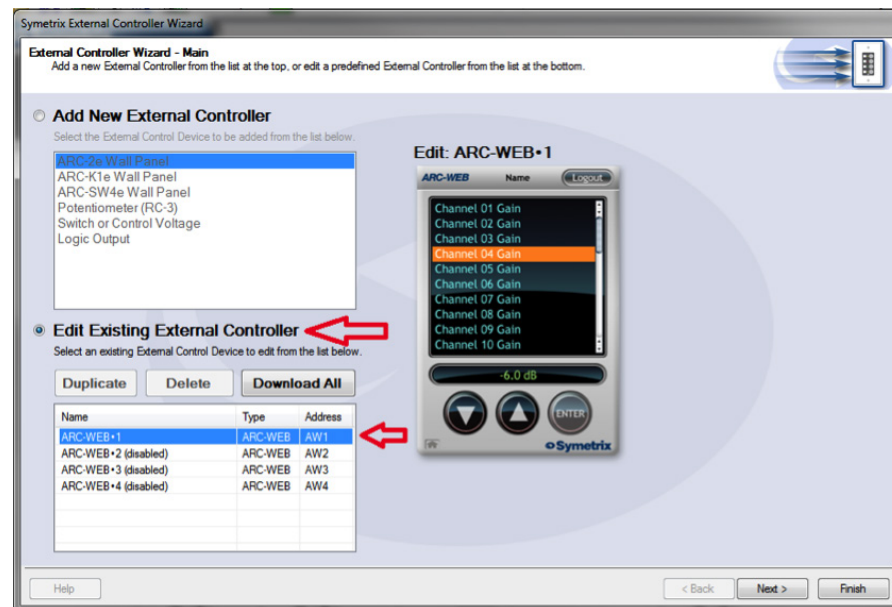 Symetrix External Controller Wizard
External Controller Wizard - Main
Add a new External Controller from the list at the top, or edit a predefined External Controller from the list at the bottom.
Add New External Controller
Select the External Control Device to be added from the list below.
ARC-2e Wall Panel
ARC-K1e Wall Panel
ARC-SW4e Wall Panel
Potentiometer (RC-3)
Switch or Control Voltage
Logic Output
Edit: ARC-WEB•1
ARC-WEB Name Logout
Channel 01 Gain
Channel 02 Gain
Channel 03 Gain
Channel 04 Gain
Channel 05 Gain
Channel 06 Gain
Channel 07 Gain
Channel 08 Gain
Channel 09 Gain
Channel 10 Gain
-6.0 dB
ENTER
Symetrix
Edit Existing External Controller
Select an existing External Control Device to edit from the list below.
Duplicate Delete Download All
Name Type Address
ARC-WEB•1 ARC-WEB AW1
ARC-WEB•2 (disabled) ARC-WEB AW2
ARC-WEB•3 (disabled) ARC-WEB AW3
ARC-WEB•4 (disabled) ARC-WEB AW4
Help < Back Next > Finish